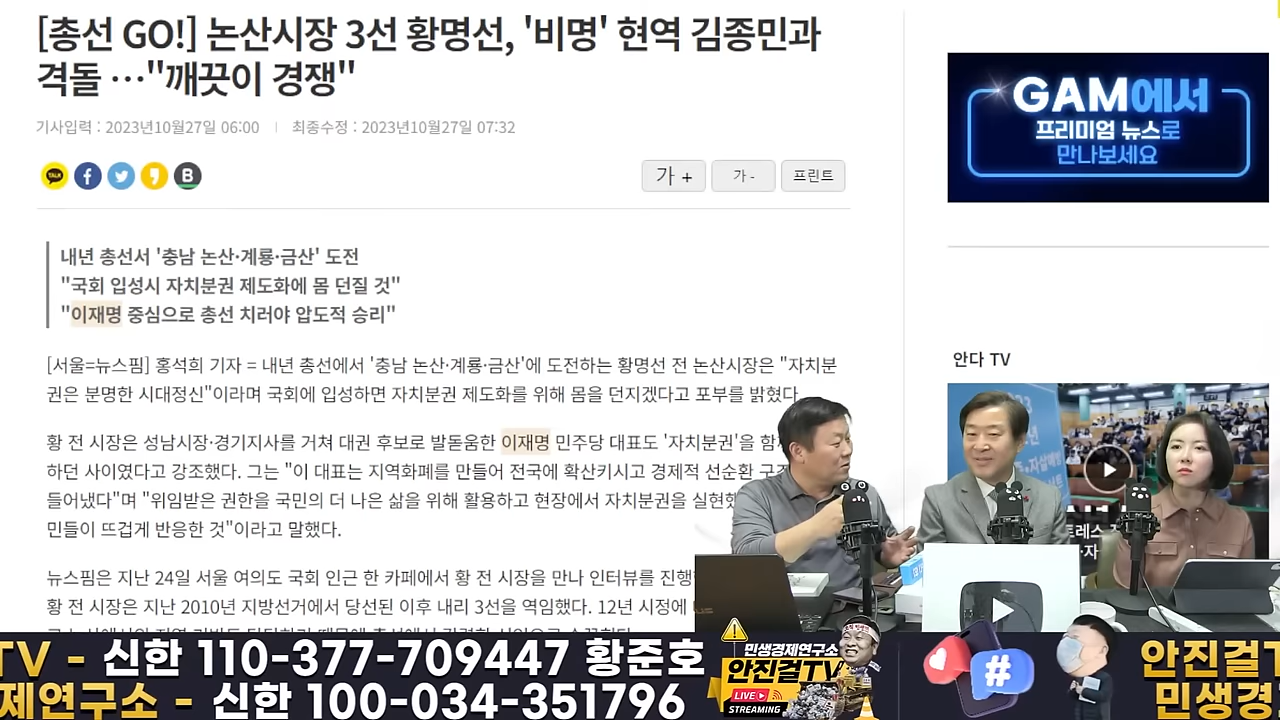 [총선 GO!] 논산시장 3선 황명선, '비명' 현역 김종민과
격돌 …"깨끗이 경쟁"
기사입력 : 2023년10월27일 06:00 최종수정 : 2023년10월27일 07:32
TALK
B
가 +
가 -
프린트
내년 총선서 '충남 논산·계룡·금산' 도전
"국회 입성시 자치분권 제도화에 몸 던질 것"
"이재명 중심으로 총선 치러야 압도적 승리"
[서울=뉴스핌] 홍석희 기자 = 내년 총선에서 '충남 논산·계룡·금산'에 도전하는 황명선 전 논산시장은 "자치분
권은 분명한 시대정신"이라며 국회에 입성하면 자치분권 제도화를 위해 몸을 던지겠다고 포부를 밝혔다
황 전 시장은 성남시장·경기지사를 거쳐 대권 후보로 발돋움한 이재명 민주당 대표도 '자치분권'을
하던 사이였다고 강조했다. 그는 "이 대표는 지역화폐를 만들어 전국에 확산키시고 경제적 선순환
들어냈다"며 "위임받은 권한을 국민의 더 나은 삶을 위해 활용하고 현장에서 자치분권을
민들이 뜨겁게 반응한 것"이라고 말했다.
뉴스핌은 지난 24일 서울 여의도 국회 인근 한 카페에서 황 전 시장을 만나 인터뷰를
황 전 시장은 지난 2010년 지방선거에서 당선된 이후 내리 3선을 역임했다. 12년 시정에
GAM에서
프리미엄 뉴스로
만나보세요
안다 TV
TV - 신한 110-377-709447 황준호
제연구소 - 신한 100-034-351796
민생경제연구소
안진걸TV
LIVE
STREAMING
#
안진걸T
민생경